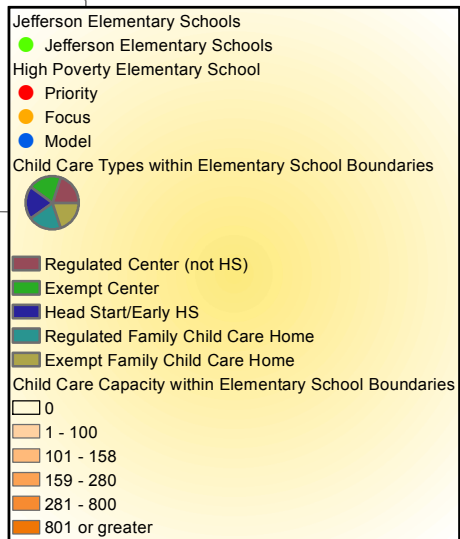 Jefferson Elementary Schools
Jefferson Elementary Schools
High Poverty Elementary School
Priority
Focus
Model
Child Care Types within Elementary School Boundaries
Regulated Center (not HS)
Exempt Center
Head Start/Early HS
Regulated Family Child Care Home
Exempt Family Child Care Home
Child Care Capacity within Elementary School Boundaries
0
1 - 100
101 - 158
159 - 280
281 - 800
801 or greater